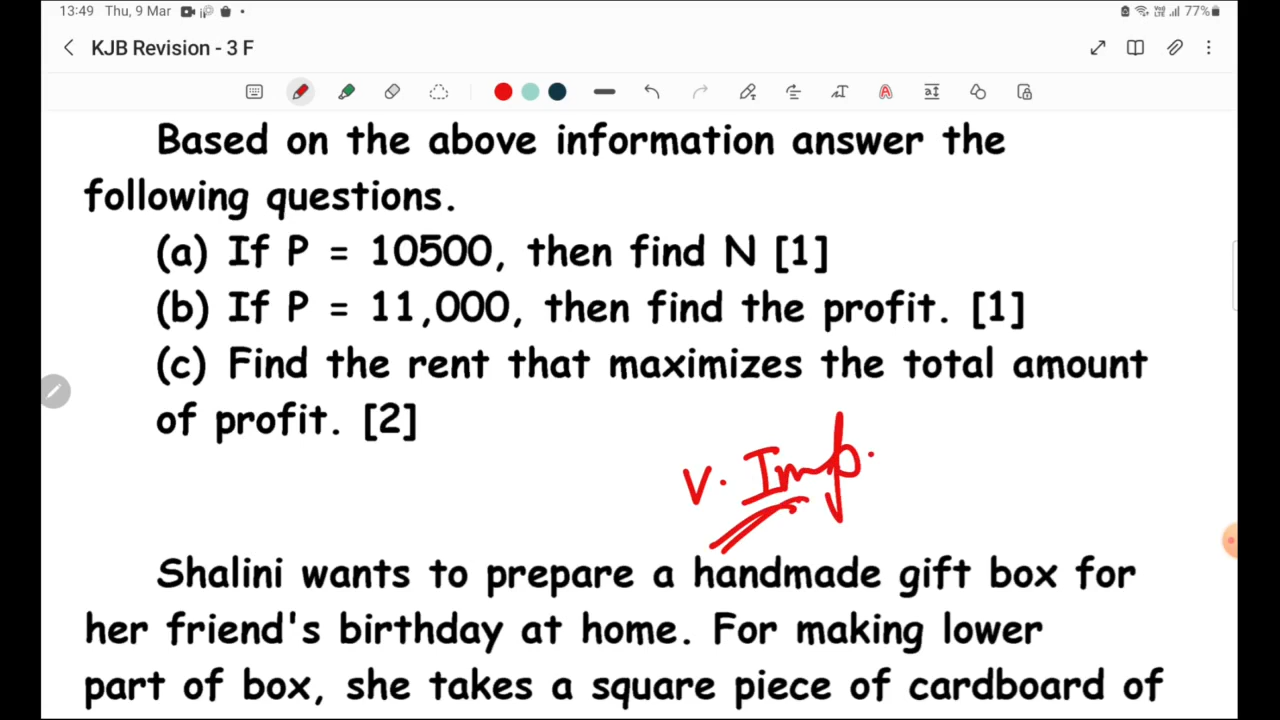 13:49 Thu, 9 Mar
77%
KJB Revision - 3 F
Based on the above information answer the
following questions.
(a) If P = 10500, then find N [1]
(b) If P = 11,000, then find the profit. [1]
(c) Find the rent that maximizes the total amount
of profit. [2]
V. Imp.
Shalini wants to prepare a handmade gift box for
her friend's birthday at home. For making lower
part of box, she takes a square piece of cardboard of